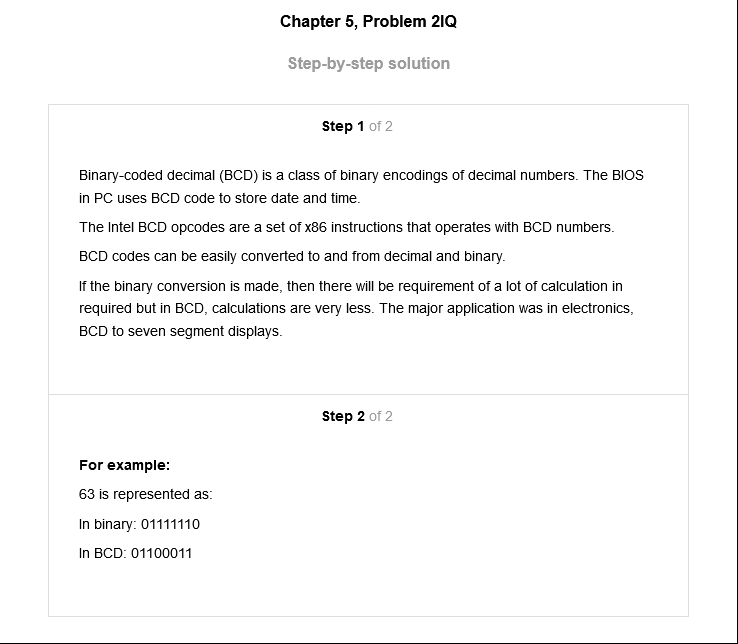 Chapter 5, Problem 2IQ
Step-by-step solution
Step 1 of 2
Binary-coded decimal (BCD) is a class of binary encodings of decimal numbers. The BIOS
in PC uses BCD code to store date and time.
The Intel BCD opcodes are a set of x86 instructions that operates with BCD numbers.
BCD codes can be easily converted to and from decimal and binary.
If the binary conversion is made, then there will be requirement of a lot of calculation in
required but in BCD, calculations are very less. The major application was in electronics,
BCD to seven segment displays.
Step 2 of 2
For example:
63 is represented as:
In binary: 01111110
In BCD: 01100011